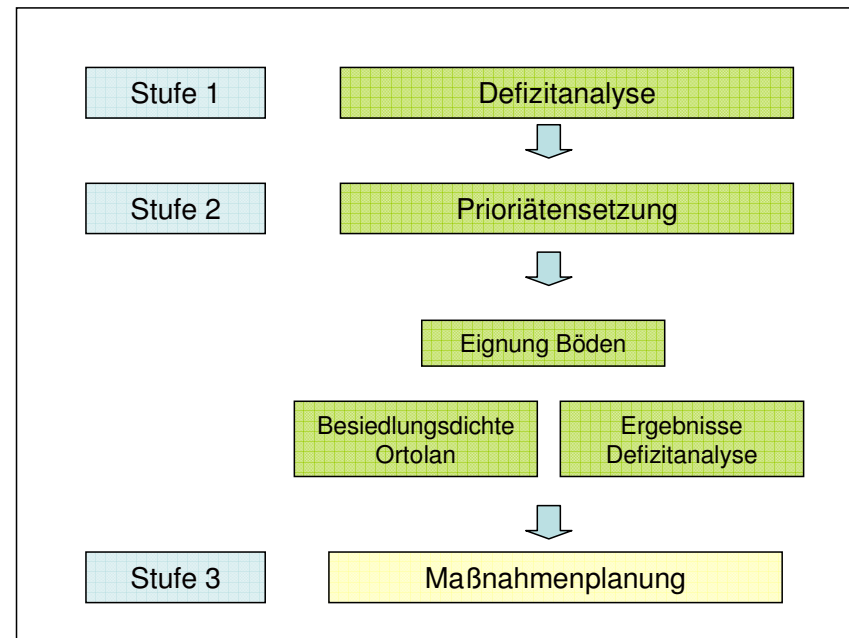 Stufe 1
Defizitanalyse
Stufe 2
Prioriätensetzung
Eignung Böden
Besiedlungsdichte
Ortolan
Ergebnisse
Defizitanalyse
Stufe 3
Maßnahmenplanung